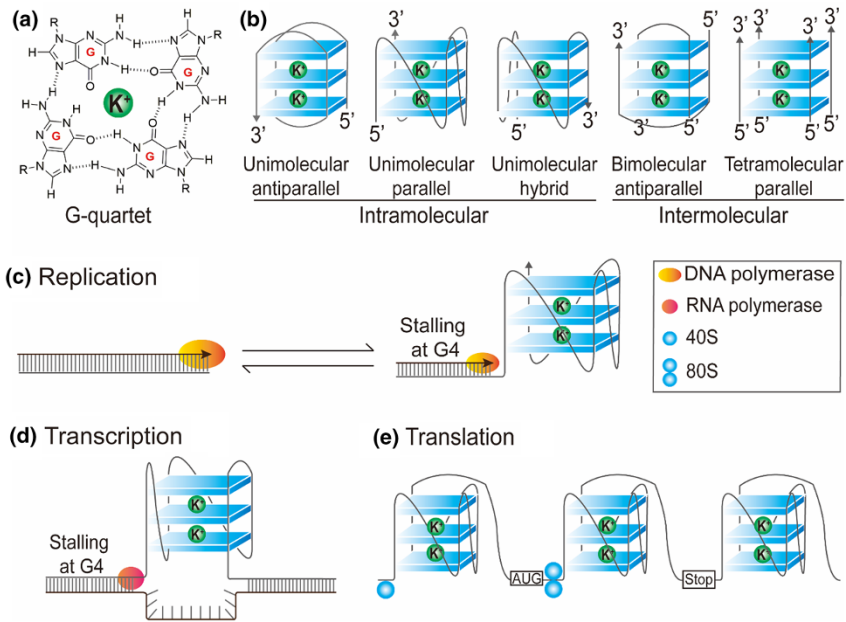 (a)
R
H
N
N
H
N
N
G
N
H
H
N
R
H
N
N
N
H
O
O
G
N
H
H
N
H
H
K⁺
N
H
N
H
O
G
N
N
N
R
H
O
H
N
G
N
H
N
H
N
N
H
R
G-quartet
(b)
3’
K⁺
K⁺
5’
Unimolecular
antiparallel
3’
K⁺
K⁺
5’
Unimolecular
parallel
K⁺
K⁺
5’
3’
Unimolecular
hybrid
Intramolecular
3’
5’
K⁺
K⁺
3’
5’
Bimolecular
antiparallel
3’
3’
3’
3’
K⁺
K⁺
5’
5’
5’
5’
Tetramolecular
parallel
Intermolecular
(c) Replication
Stalling
at G4
K⁺
K⁺
DNA polymerase
RNA polymerase
40S
80S
(d) Transcription
Stalling
at G4
K⁺
K⁺
(e) Translation
K⁺
K⁺
AUG
K⁺
K⁺
Stop
K⁺
K⁺